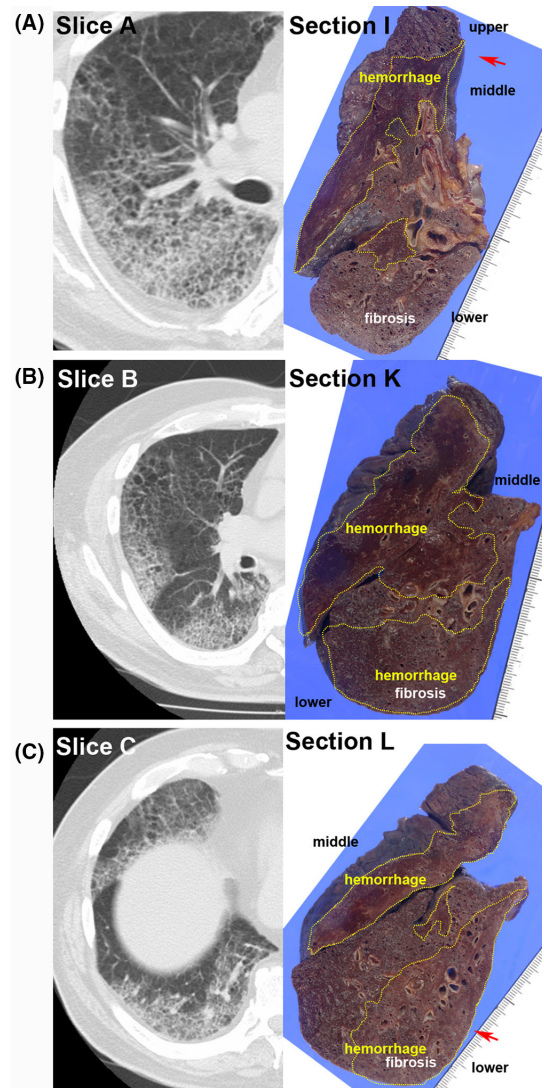 (A)
Slice A
Section I
upper
hemorrhage
middle
fibrosis
lower
(B)
Slice B
Section K
middle
hemorrhage
hemorrhage
fibrosis
lower
(C)
Slice C
Section L
middle
hemorrhage
hemorrhage
fibrosis
lower